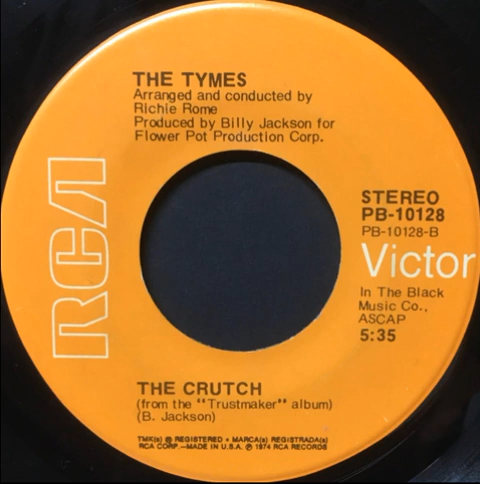 THE TYMES
Arranged and conducted by
Richie Rome
Produced by Billy Jackson for
Flower Pot Production Corp.
RCA
STEREO
PB-10128
PB-10128-B
Victor
In The Black
Music Co.,
ASCAP
5:35
THE CRUTCH
(from the "Trustmaker" album)
(B. Jackson)
TMK(s) ® REGISTERED • MARCA(s) REGISTRADA(s)
RCA CORP.—MADE IN U.S.A. ℗ 1974 RCA RECORDS